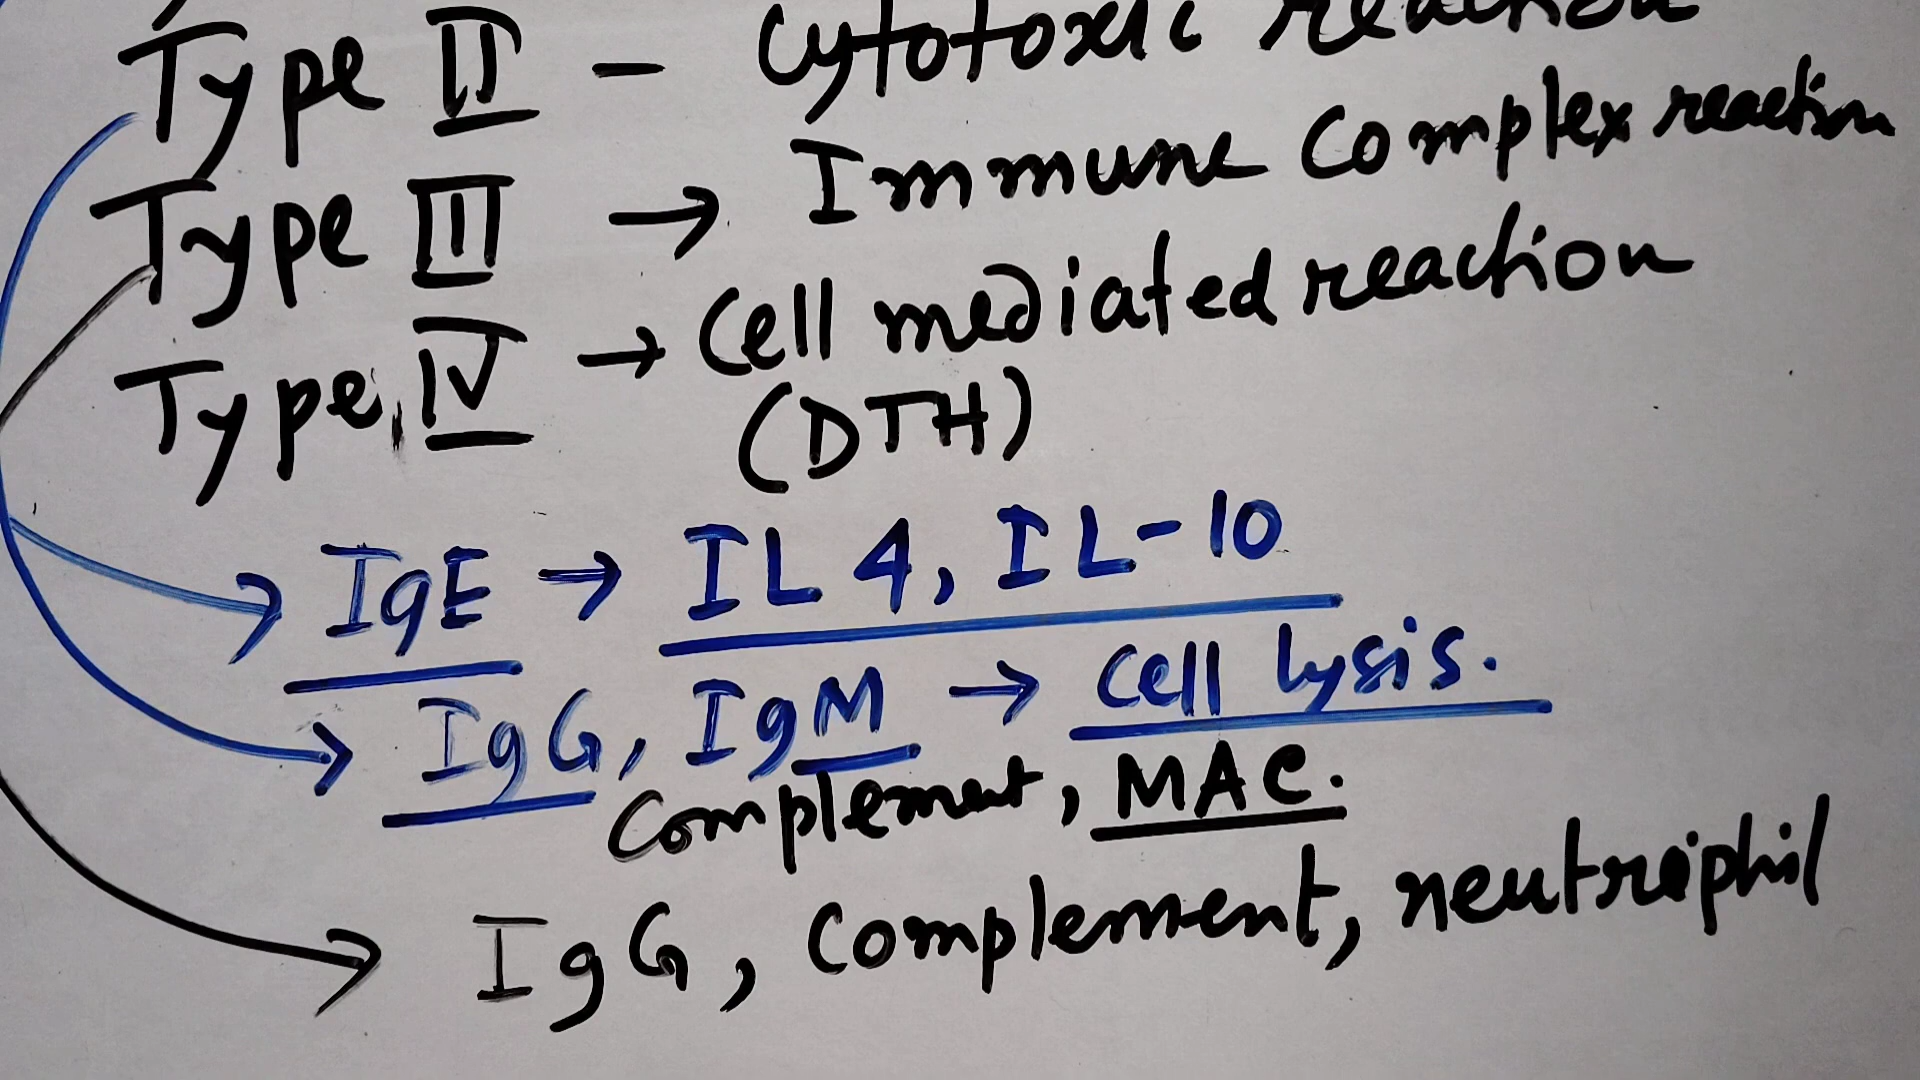 Type II - Cytotoxic reaction
Type III → Immune Complex reaction
Type IV → Cell mediated reaction
(DTH)
IgE → IL 4, IL-10
IgG, IgM → Cell lysis.
Complement, MAC.
IgG, Complement, neutrophil